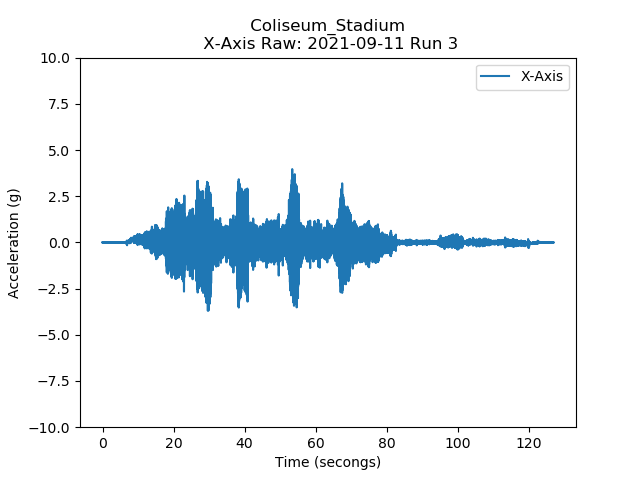 Coliseum_Stadium
X-Axis Raw: 2021-09-11 Run 3
X-Axis
Acceleration (g)
10.0
7.5
5.0
2.5
0.0
−2.5
−5.0
−7.5
−10.0
0 20 40 60 80 100 120
Time (secongs)